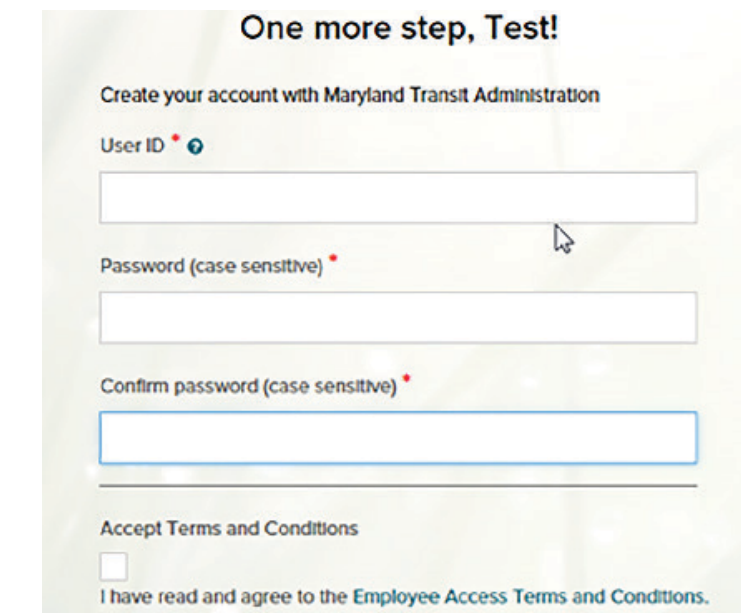 One more step, Test!
Create your account with Maryland Transit Administration
User ID *
Password (case sensitive) *
Confirm password (case sensitive) *
Accept Terms and Conditions
I have read and agree to the Employee Access Terms and Conditions.